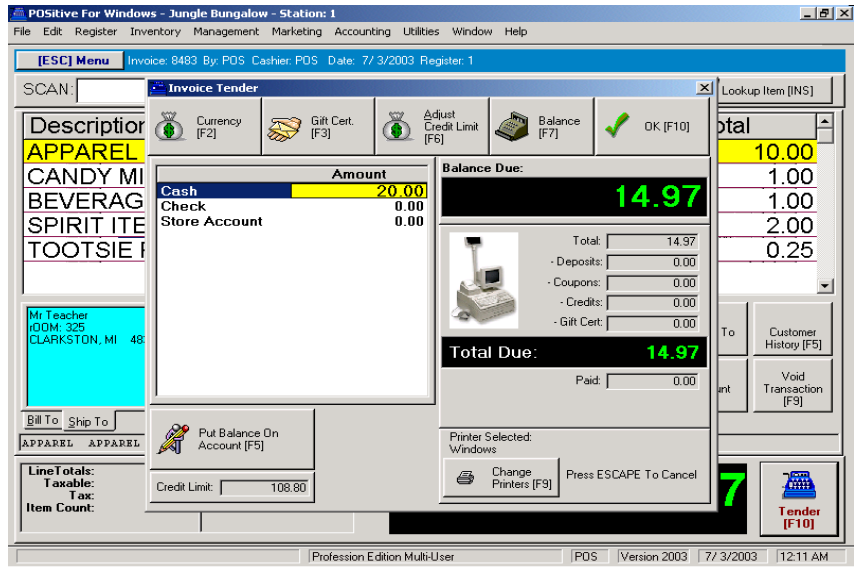 POSitive For Windows - Jungle Bungalow - Station: 1
File Edit Register Inventory Management Marketing Accounting Utilities Window Help
[ESC] Menu Invoice: 8483 By: POS Cashier: POS Date: 7/ 3/2003 Register: 1
SCAN:
Lookup Item [INS]
Invoice Tender
Currency [F2]
Gift Cert. [F3]
Adjust Credit Limit [F6]
Balance [F7]
OK [F10]
Description
APPAREL 10.00
CANDY MI 1.00
BEVERAG 1.00
SPIRIT ITE 2.00
TOOTSIE 0.25
Amount
Cash 20.00
Check 0.00
Store Account 0.00
Balance Due:
14.97
Total: 14.97
- Deposits: 0.00
- Coupons: 0.00
- Credits: 0.00
- Gift Cert: 0.00
Total Due: 14.97
Paid: 0.00
Mr Teacher
rOOM: 325
CLARKSTON, MI 48
To
Customer History [F5]
Void Transaction [F9]
Bill To Ship To
APPAREL APPAREL
Put Balance On Account [F5]
Credit Limit: 108.80
Printer Selected:
Windows
Change Printers [F9]
Press ESCAPE To Cancel
LineTotals:
Taxable:
Tax:
Item Count:
7
Tender [F10]
Profession Edition Multi-User POS Version 2003 7/ 3/2003 12:11 AM